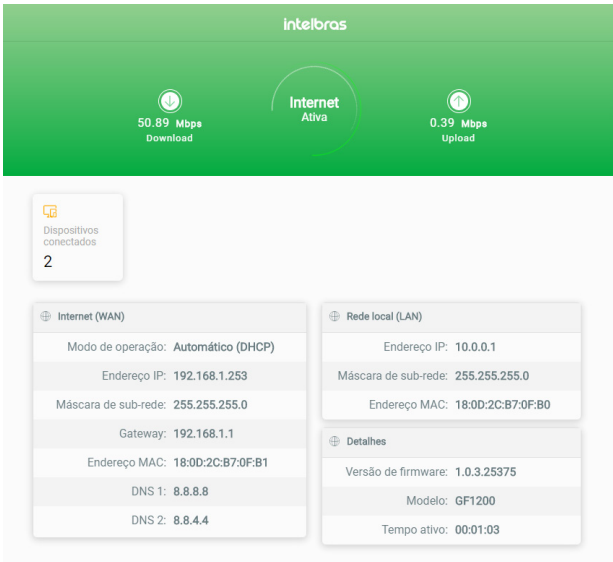 intelbras
Internet
Ativa
50.89 Mbps
Download
0.39 Mbps
Upload
Dispositivos
conectados
2
Internet (WAN)
Modo de operação: Automático (DHCP)
Endereço IP: 192.168.1.253
Máscara de sub-rede: 255.255.255.0
Gateway: 192.168.1.1
Endereço MAC: 18:0D:2C:B7:0F:B1
DNS 1: 8.8.8.8
DNS 2: 8.8.4.4
Rede local (LAN)
Endereço IP: 10.0.0.1
Máscara de sub-rede: 255.255.255.0
Endereço MAC: 18:0D:2C:B7:0F:B0
Detalhes
Versão de firmware: 1.0.3.25375
Modelo: GF1200
Tempo ativo: 00:01:03